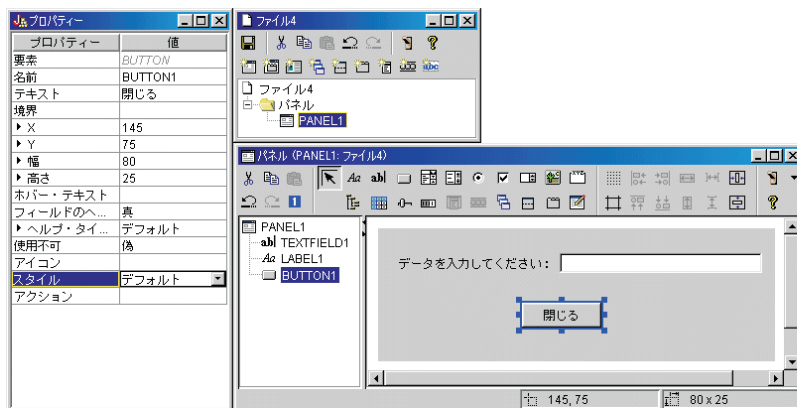 プロパティー
プロパティー 値
要素 BUTTON
名前 BUTTON1
テキスト 閉じる
境界
X 145
Y 75
幅 80
高さ 25
ホバー・テキスト
フィールドのヘ... 真
ヘルプ・タイ... デフォルト
使用不可 偽
アイコン
スタイル デフォルト
アクション
ファイル4
ファイル4
パネル
PANEL1
パネル (PANEL1: ファイル4)
PANEL1
TEXTFIELD1
LABEL1
BUTTON1
データを入力してください:
閉じる
145,75
80 x 25